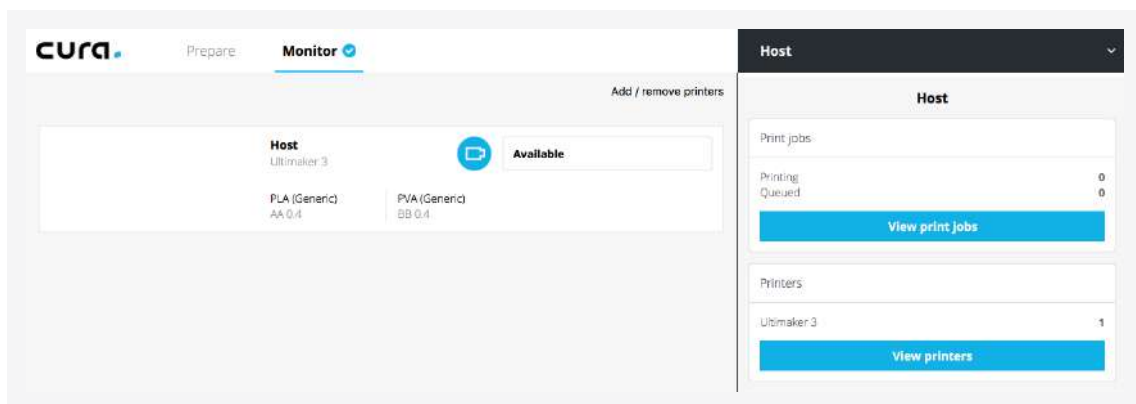 cura.
Prepare
Monitor
Host
Add / remove printers
Host
Ultimaker 3
Available
PLA (Generic)
AA 0.4
PVA (Generic)
BB 0.4
Host
Print jobs
Printing 0
Queued 0
View print jobs
Printers
Ultimaker 3 1
View printers